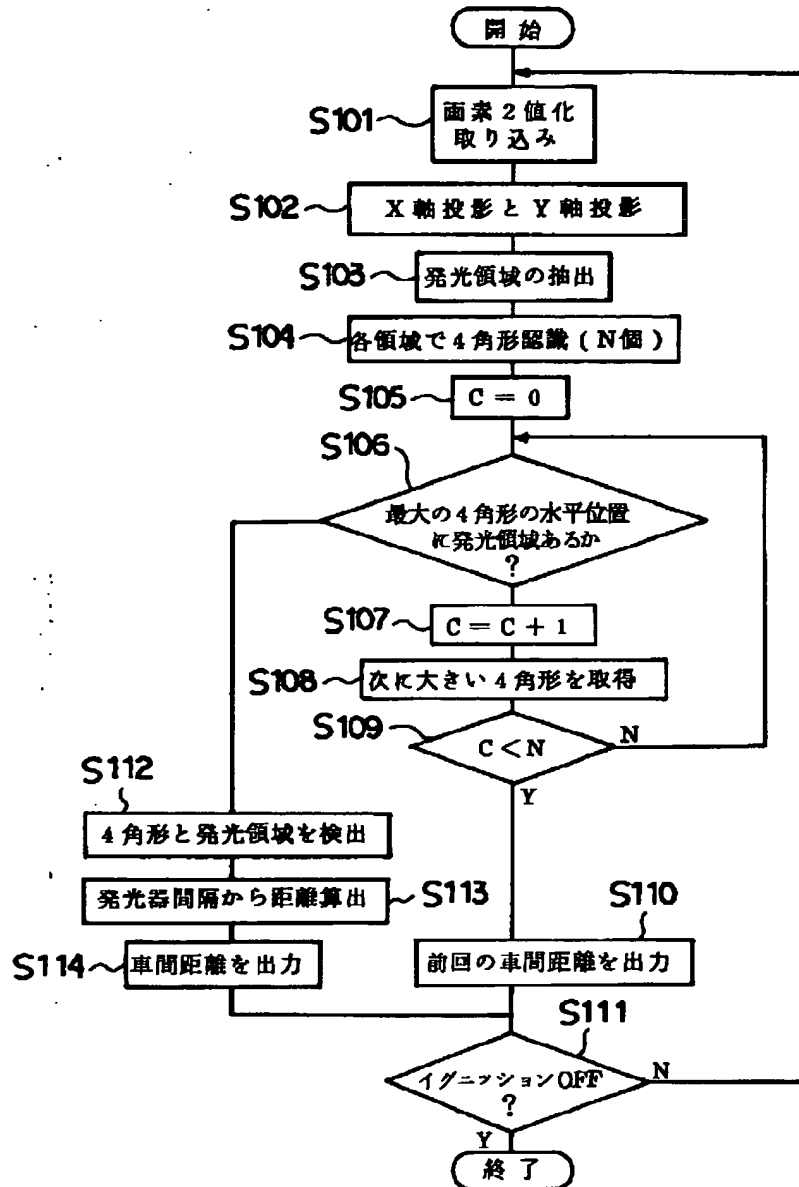 開始
S101
画素2値化
取り込み
S102
X軸投影とY軸投影
S103
発光領域の抽出
S104
各領域で4角形認識(N個)
S105
C=0
S106
最大の4角形の水平位置
に発光領域あるか
?
S107
C=C+1
S108
次に大きい4角形を取得
S109
C<N
N
Y
S112
4角形と発光領域を検出
発光器間隔から距離算出
S113
S110
S114
車間距離を出力
前回の車間距離を出力
S111
イグニッションOFF
?
N
Y
終了